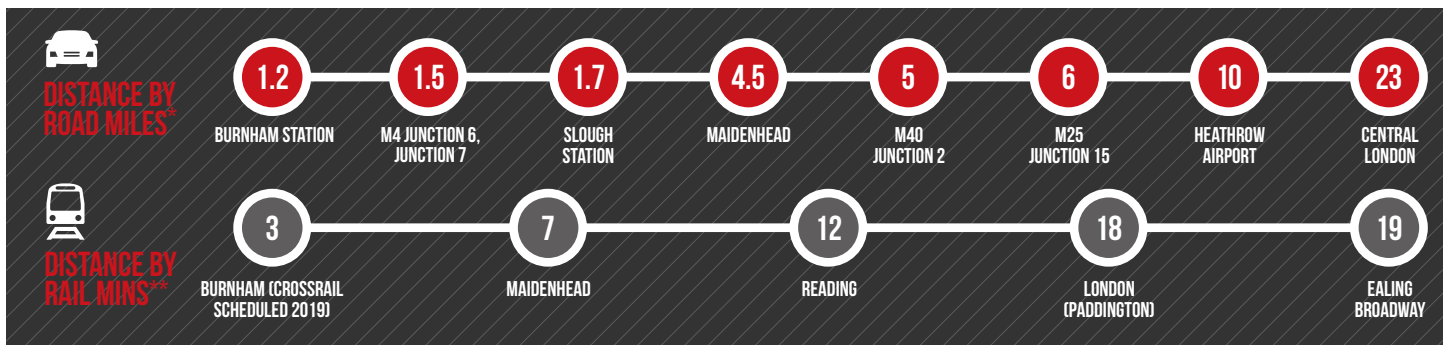 DISTANCE BY
ROAD MILES*
1.2
1.5
1.7
4.5
5
6
10
23
BURNHAM STATION
M4 JUNCTION 6,
JUNCTION 7
SLOUGH
STATION
MAIDENHEAD
M40
JUNCTION 2
M25
JUNCTION 15
HEATHROW
AIRPORT
CENTRAL
LONDON
DISTANCE BY
RAIL MINS**
3
7
12
18
19
BURNHAM (CROSSRAIL
SCHEDULED 2019)
MAIDENHEAD
READING
LONDON
(PADDINGTON)
EALING
BROADWAY